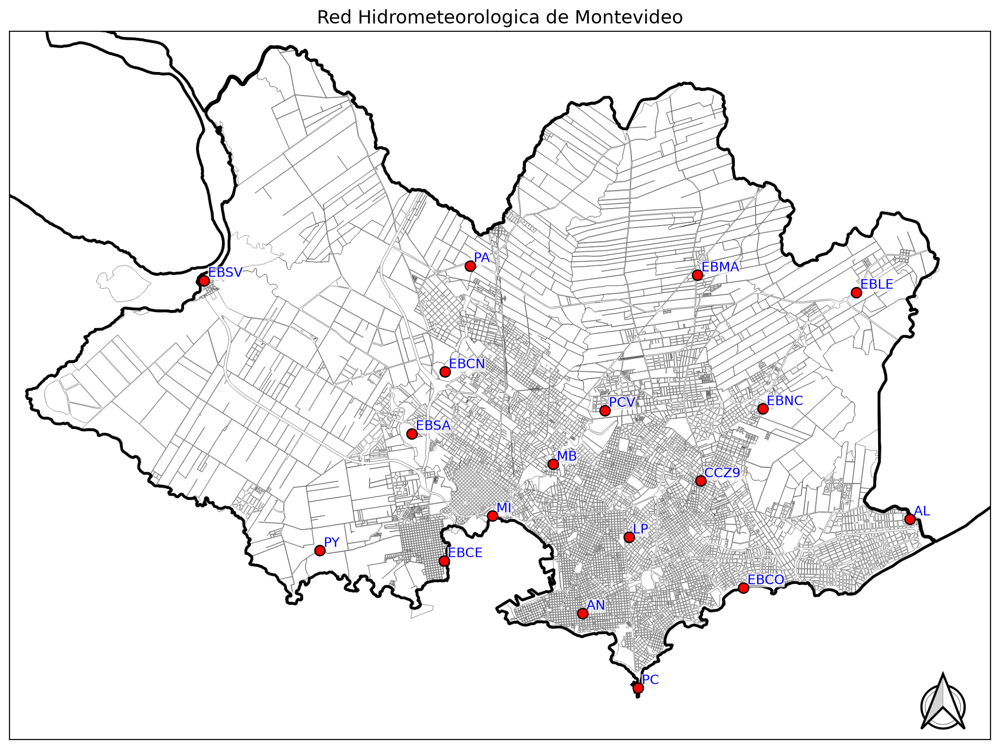 Red Hidrometeorologica de Montevideo
PA
EBMA
EBSV
EBLE
EBCN
EBNC
PCV
EBSA
MB
CCZ9
MI
AL
LP
PY
EBCE
EBCO
AN
PC